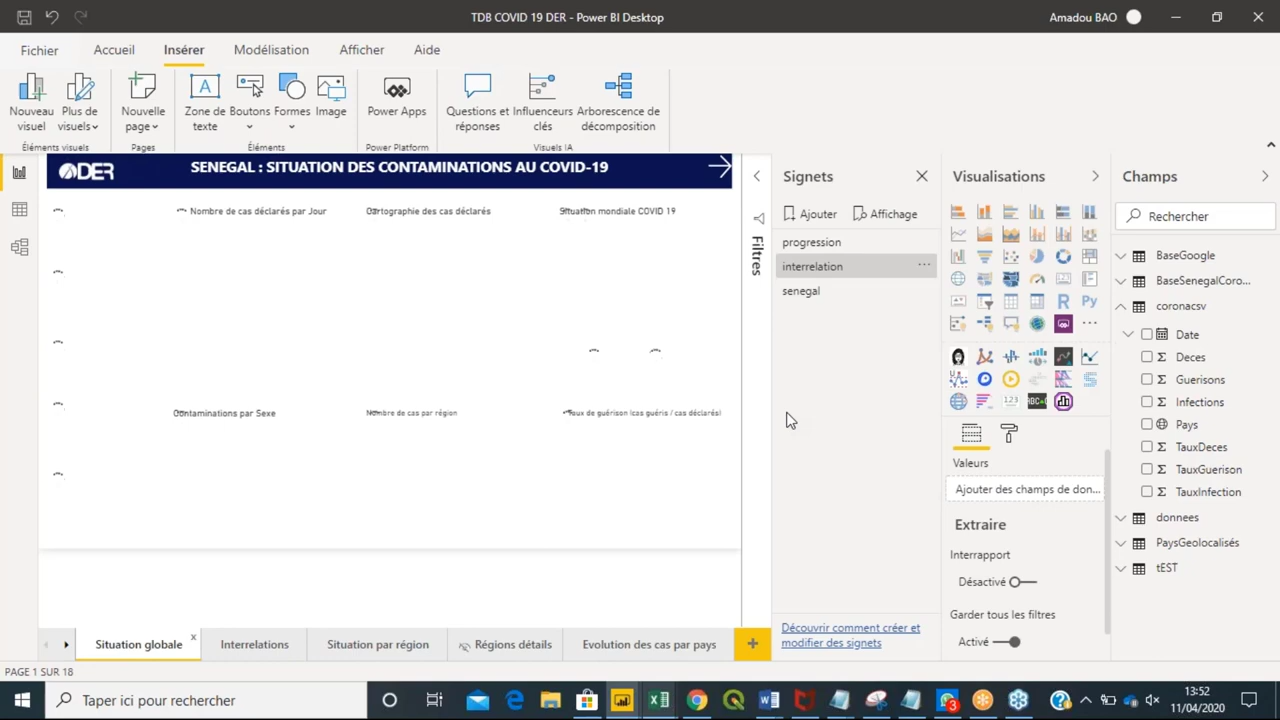 TDB COVID 19 DER - Power BI Desktop
Amadou BAO
Fichier
Accueil
Insérer
Modélisation
Afficher
Aide
Nouveau visuel
Plus de visuels
Nouvelle page
Zone de texte
Boutons
Formes
Image
Power Apps
Questions et réponses
Influenceurs clés
Arborescence de décomposition
Éléments visuels
Pages
Éléments
Power Platform
Visuels IA
DER
SENEGAL : SITUATION DES CONTAMINATIONS AU COVID-19
Nombre de cas déclarés par Jour
Cartographie des cas déclarés
Situation mondiale COVID 19
Contaminations par Sexe
Nombre de cas par région
Taux de guérison (cas guéris / cas déclarés)
Filtres
Signets
Ajouter
Affichage
progression
interrelation
senegal
Découvrir comment créer et
modifier des signets
Visualisations
R
Py
123
ABC
Valeurs
Ajouter des champs de don...
Extraire
Interrapport
Désactivé
Garder tous les filtres
Activé
Champs
Rechercher
BaseGoogle
BaseSenegalCoro...
coronacsv
Date
Deces
Guerisons
Infections
Pays
TauxDeces
TauxGuerison
TauxInfection
donnees
PaysGeolocalisés
tEST
Situation globale
Interrelations
Situation par région
Régions détails
Evolution des cas par pays
PAGE 1 SUR 18
Taper ici pour rechercher
3
13:52
11/04/2020